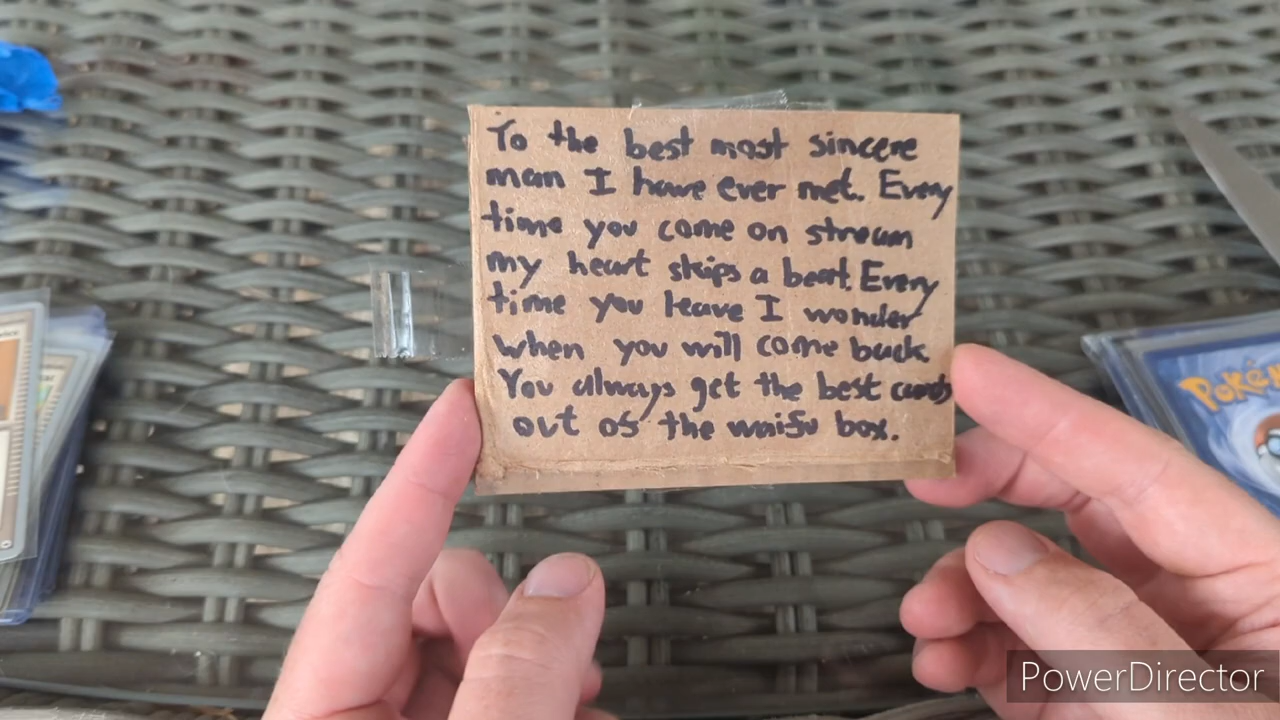 To the best most sincere
man I have ever met. Every
time you come on stream
my heart skips a beat. Every
time you leave I wonder
when you will come back
You always get the best cards
out of the waifu box.
Poké
PowerDirector